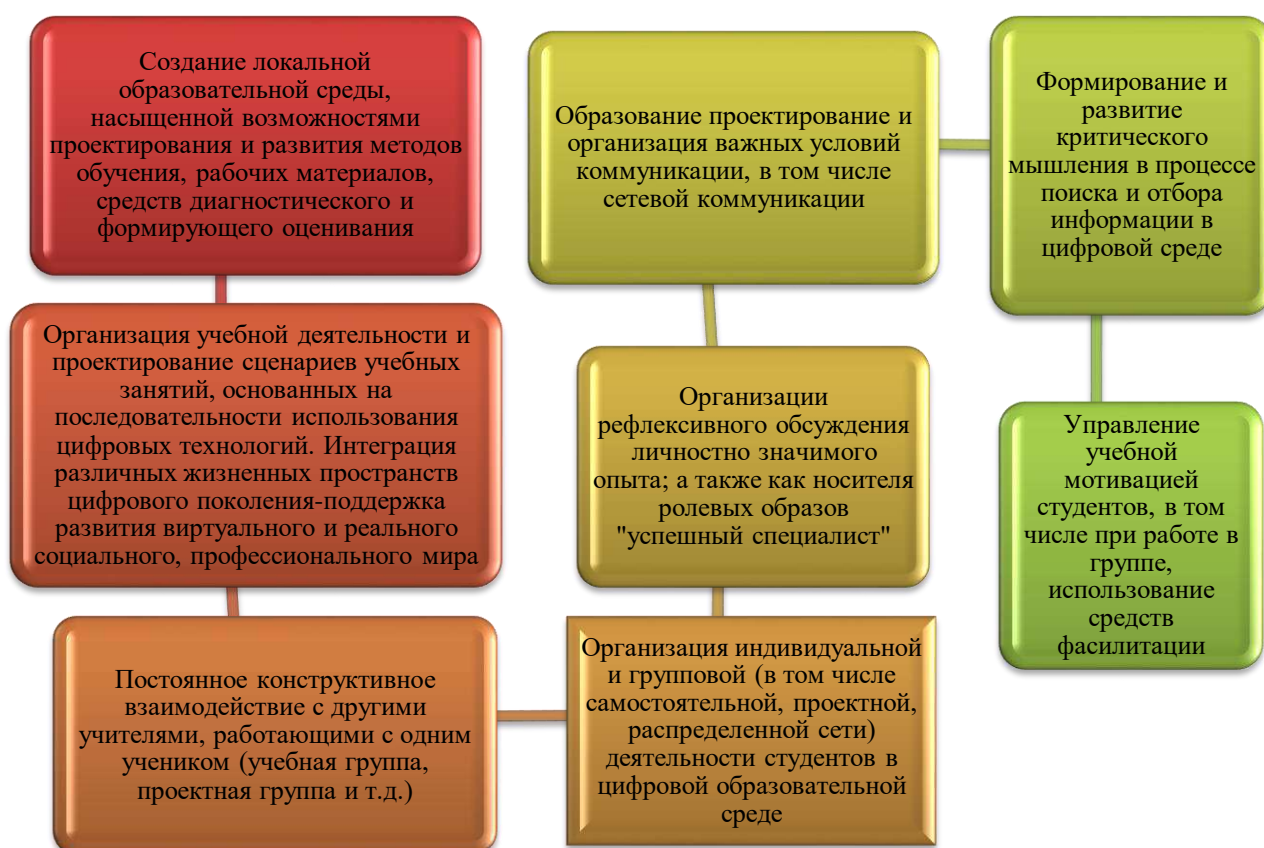 Создание локальной
образовательной среды,
насыщенной возможностями
проектирования и развития методов
обучения, рабочих материалов,
средств диагностического и
формирующего оценивания
Организация учебной деятельности и
проектирование сценариев учебных
занятий, основанных на
последовательности использования
цифровых технологий. Интеграция
различных жизненных пространств
цифрового поколения-поддержка
развития виртуального и реального
социального, профессионального мира
Постоянное конструктивное
взаимодействие с другими
учителями, работающими с одним
учеником (учебная группа,
проектная группа и т.д.)
Организация индивидуальной
и групповой (в том числе
самостоятельной, проектной,
распределенной сети)
деятельности студентов в
цифровой образовательной
среде
Организации
рефлексивного обсуждения
личностно значимого
опыта; а также как носителя
ролевых образов
"успешный специалист"
Образование проектирование и
организация важных условий
коммуникации, в том числе
сетевой коммуникации
Формирование и
развитие
критического
мышления в процессе
поиска и отбора
информации в
цифровой среде
Управление
учебной
мотивацией
студентов, в том
числе при работе в
группе,
использование
средств
фасилитации